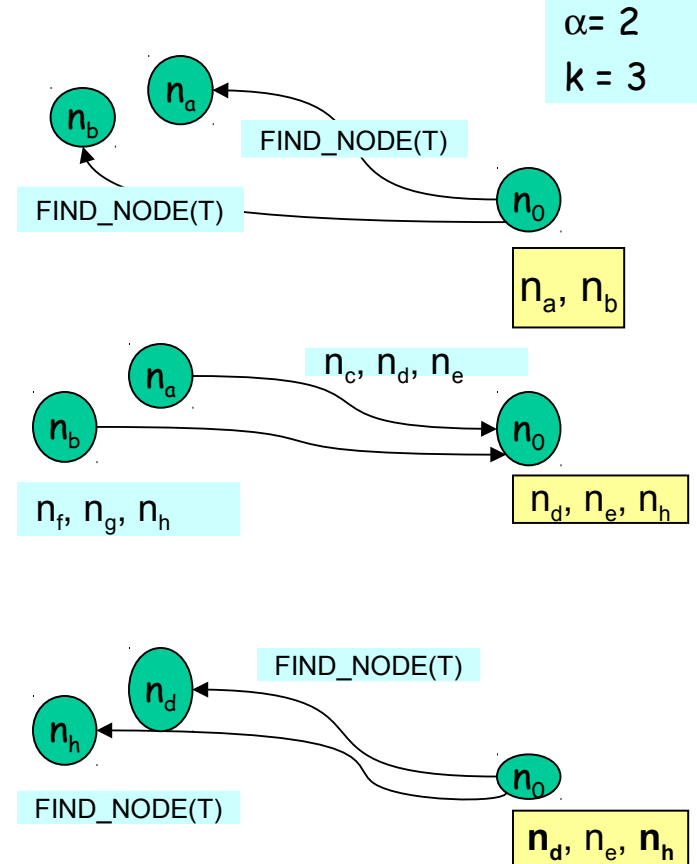 α= 2
k = 3
n_a
n_b
FIND_NODE(T)
FIND_NODE(T)
n_0
n_a, n_b
n_a
n_c, n_d, n_e
n_b
n_0
n_f, n_g, n_h
n_d, n_e, n_h
FIND_NODE(T)
n_d
n_h
n_0
FIND_NODE(T)
n_d, n_e, n_h